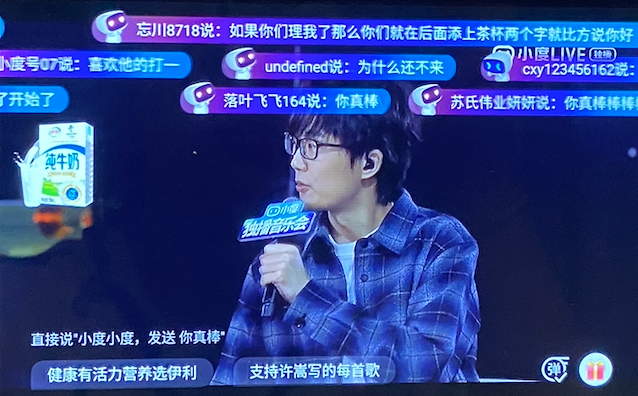 忘川8718说：如果你们理我了那么你们就在后面添上茶杯两个字就比方说你好
小度LIVE 独播
小度号07说：喜欢他的打一
undefined说：为什么还不来
cxy123456162说：
了开始了
落叶飞飞164说：你真棒
苏氏伟业妍妍说：你真棒棒棒
纯牛奶
小度
独播音乐会
直接说"小度小度，发送 你真棒"
健康有活力营养选伊利
支持许嵩写的每首歌
弹